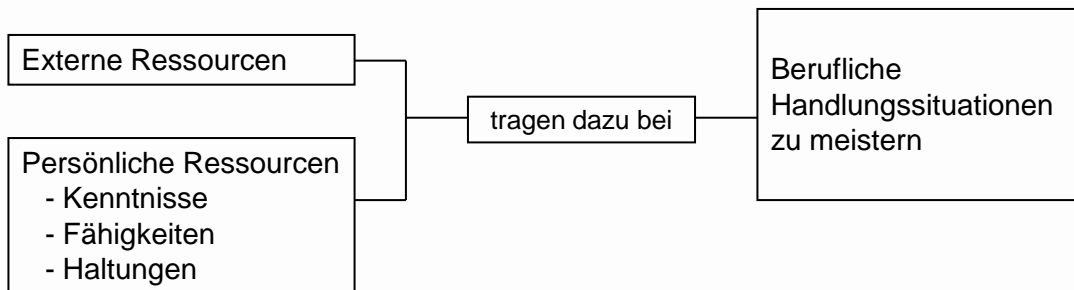 Externe Ressourcen
Persönliche Ressourcen
- Kenntnisse
- Fähigkeiten
- Haltungen
tragen dazu bei
Berufliche
Handlungssituationen
zu meistern